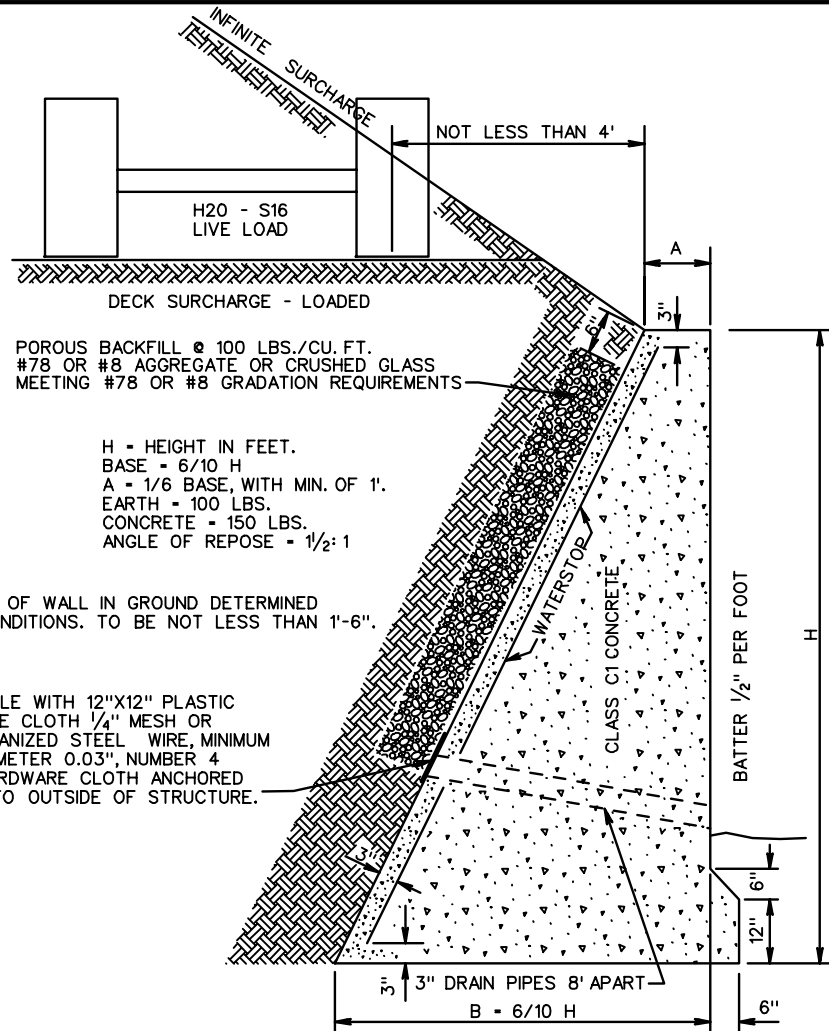 INFINITE SURCHARGE
NOT LESS THAN 4'
H20 - S16
LIVE LOAD
A
3"
DECK SURCHARGE - LOADED
6"
POROUS BACKFILL @ 100 LBS./CU. FT.
#78 OR #8 AGGREGATE OR CRUSHED GLASS
MEETING #78 OR #8 GRADATION REQUIREMENTS
H = HEIGHT IN FEET.
BASE = 6/10 H
A = 1/6 BASE, WITH MIN. OF 1'.
EARTH = 100 LBS.
CONCRETE = 150 LBS.
ANGLE OF REPOSE = 1 1/2: 1
WATERSTOP
CLASS C1 CONCRETE
BATTER 1/2" PER FOOT
H
OF WALL IN GROUND DETERMINED
NDITIONS. TO BE NOT LESS THAN 1'-6".
LE WITH 12"X12" PLASTIC
E CLOTH 1/4" MESH OR
ANIZED STEEL WIRE, MINIMUM
METER 0.03", NUMBER 4
RDWARE CLOTH ANCHORED
TO OUTSIDE OF STRUCTURE.
3"
6"
12"
3"
3" DRAIN PIPES 8' APART
B = 6/10 H
6"